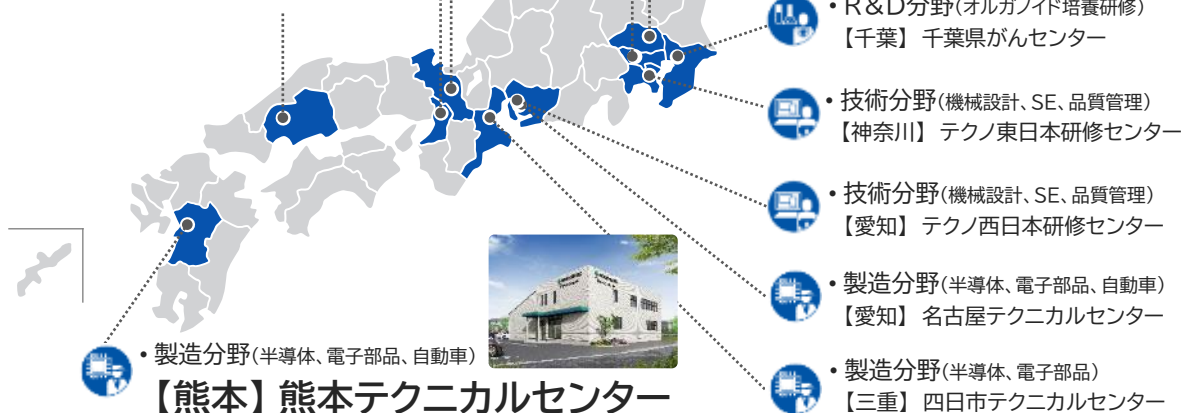 ・R&D分野(オルガノイド培養研修)
【千葉】 千葉県がんセンター
・技術分野(機械設計、SE、品質管理)
【神奈川】 テクノ東日本研修センター
・技術分野(機械設計、SE、品質管理)
【愛知】 テクノ西日本研修センター
・製造分野(半導体、電子部品、自動車)
【愛知】 名古屋テクニカルセンター
・製造分野(半導体、電子部品)
【三重】 四日市テクニカルセンター
・製造分野(半導体、電子部品、自動車)
【熊本】 熊本テクニカルセンター